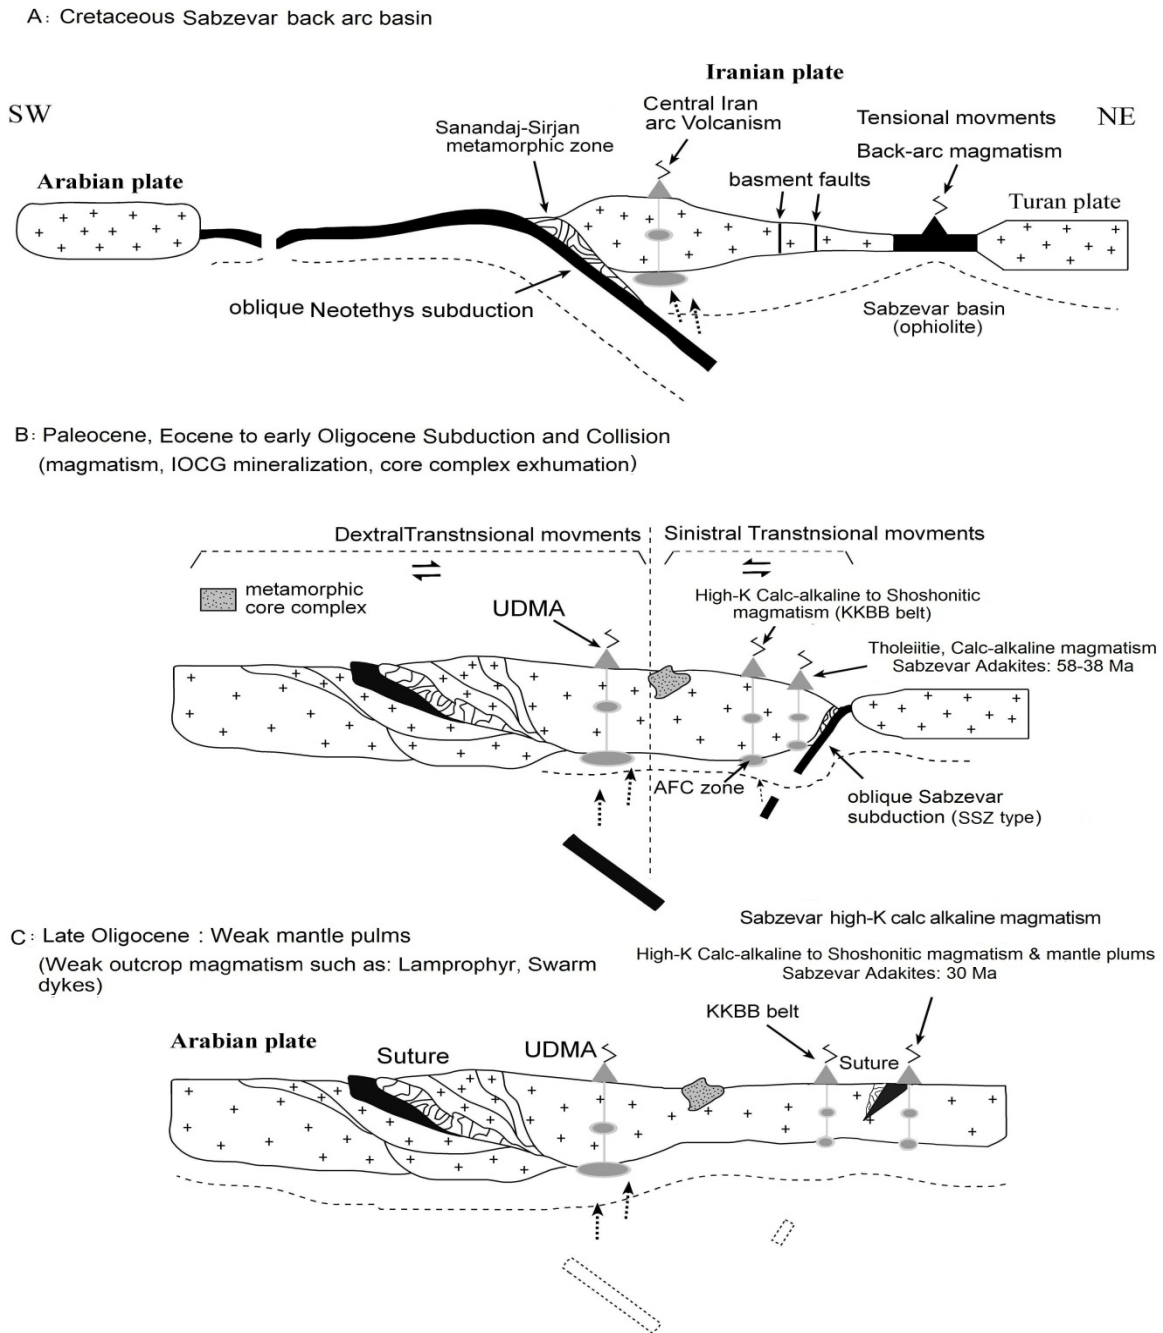 A: Cretaceous Sabzevar back arc basin
Iranian plate
SW
NE
Central Iran
arc Volcanism
Tensional movments
Sanandaj-Sirjan
metamorphic zone
Back-arc magmatism
Arabian plate
basment faults
Turan plate
oblique Neotethys subduction
Sabzevar basin
(ophiolite)
B: Paleocene, Eocene to early Oligocene Subduction and Collision
(magmatism, IOCG mineralization, core complex exhumation)
DextralTranstnsional movments
Sinistral Transtnsional movments
metamorphic
core complex
UDMA
High-K Calc-alkaline to Shoshonitic
magmatism (KKBB belt)
Tholeiitie, Calc-alkaline magmatism
Sabzevar Adakites: 58-38 Ma
AFC zone
oblique Sabzevar
subduction (SSZ type)
C: Late Oligocene : Weak mantle pulms
(Weak outcrop magmatism such as: Lamprophyr, Swarm
dykes)
Sabzevar high-K calc alkaline magmatism
High-K Calc-alkaline to Shoshonitic magmatism & mantle plums
Sabzevar Adakites: 30 Ma
KKBB belt
Arabian plate
Suture
UDMA
Suture